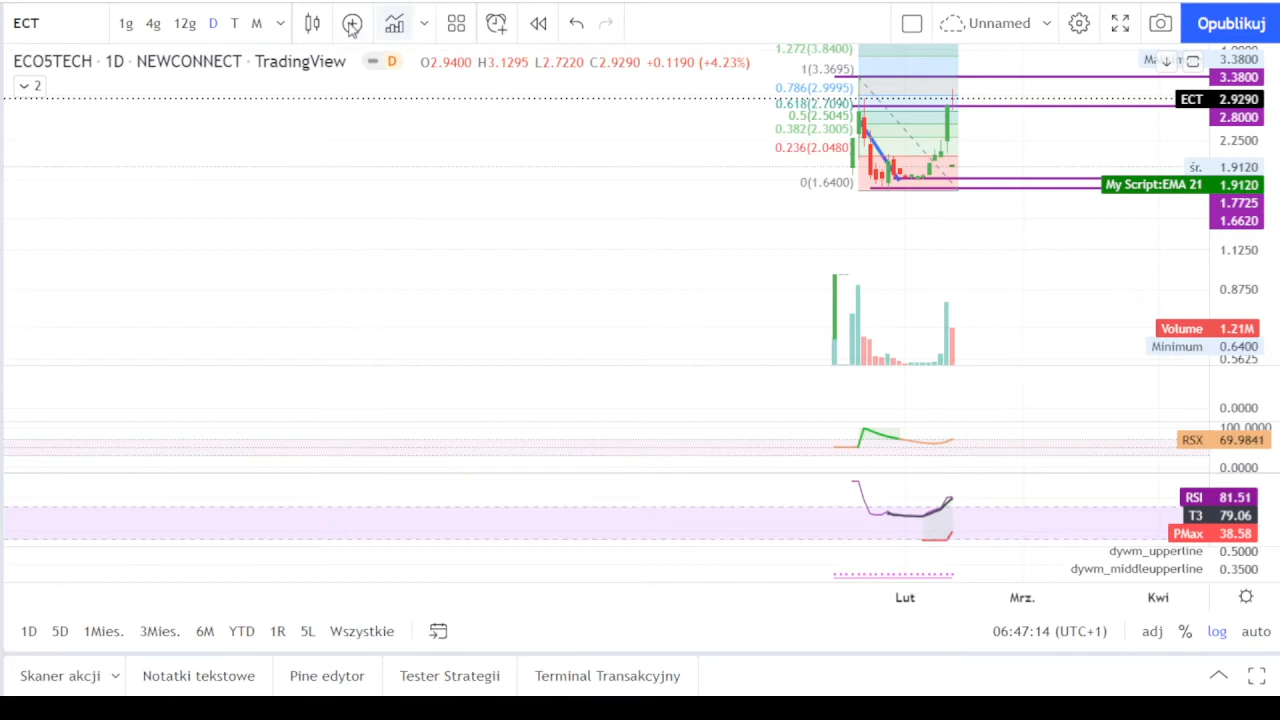 ECT 1g 4g 12g D T M Unnamed Opublikuj
ECO5TECH · 1D · NEWCONNECT · TradingView D O2.9400 H3.1295 L2.7220 C2.9290 +0.1190 (+4.23%)
2
1.272(3.8400)
1(3.3695)
0.786(2.9995)
0.618(2.7090)
0.5(2.5045)
0.382(2.3005)
0.236(2.0480)
0(1.6400)
3.3800
3.3800
ECT 2.9290
2.8000
2.2500
śr. 1.9120
My Script:EMA 21 1.9120
1.7725
1.6620
1.1250
0.8750
Volume 1.21M
Minimum 0.6400
0.5625
0.0000
100.0000
RSX 69.9841
0.0000
RSI 81.51
T3 79.06
PMax 38.58
dywm_upperline 0.5000
dywm_middleupperline 0.3500
Lut Mrz. Kwi
1D 5D 1Mies. 3Mies. 6M YTD 1R 5L Wszystkie 06:47:14 (UTC+1) adj % log auto
Skaner akcji Notatki tekstowe Pine edytor Tester Strategii Terminal Transakcyjny